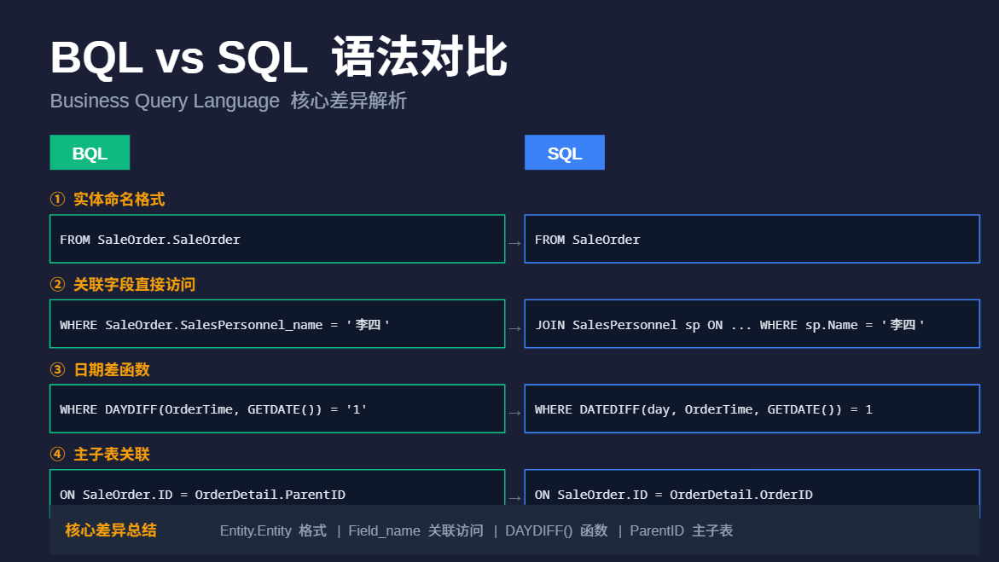 BQL vs SQL 语法对比
Business Query Language 核心差异解析
BQL
SQL
① 实体命名格式
FROM SaleOrder.SaleOrder
→
FROM SaleOrder
② 关联字段直接访问
WHERE SaleOrder.SalesPersonnel_name = '李四'
→
JOIN SalesPersonnel sp ON ... WHERE sp.Name = '李四'
③ 日期差函数
WHERE DAYDIFF(OrderTime, GETDATE()) = '1'
→
WHERE DATEDIFF(day, OrderTime, GETDATE()) = 1
④ 主子表关联
ON SaleOrder.ID = OrderDetail.ParentID
→
ON SaleOrder.ID = OrderDetail.OrderID
核心差异总结 Entity.Entity 格式 | Field_name 关联访问 | DAYDIFF() 函数 | ParentID 主子表